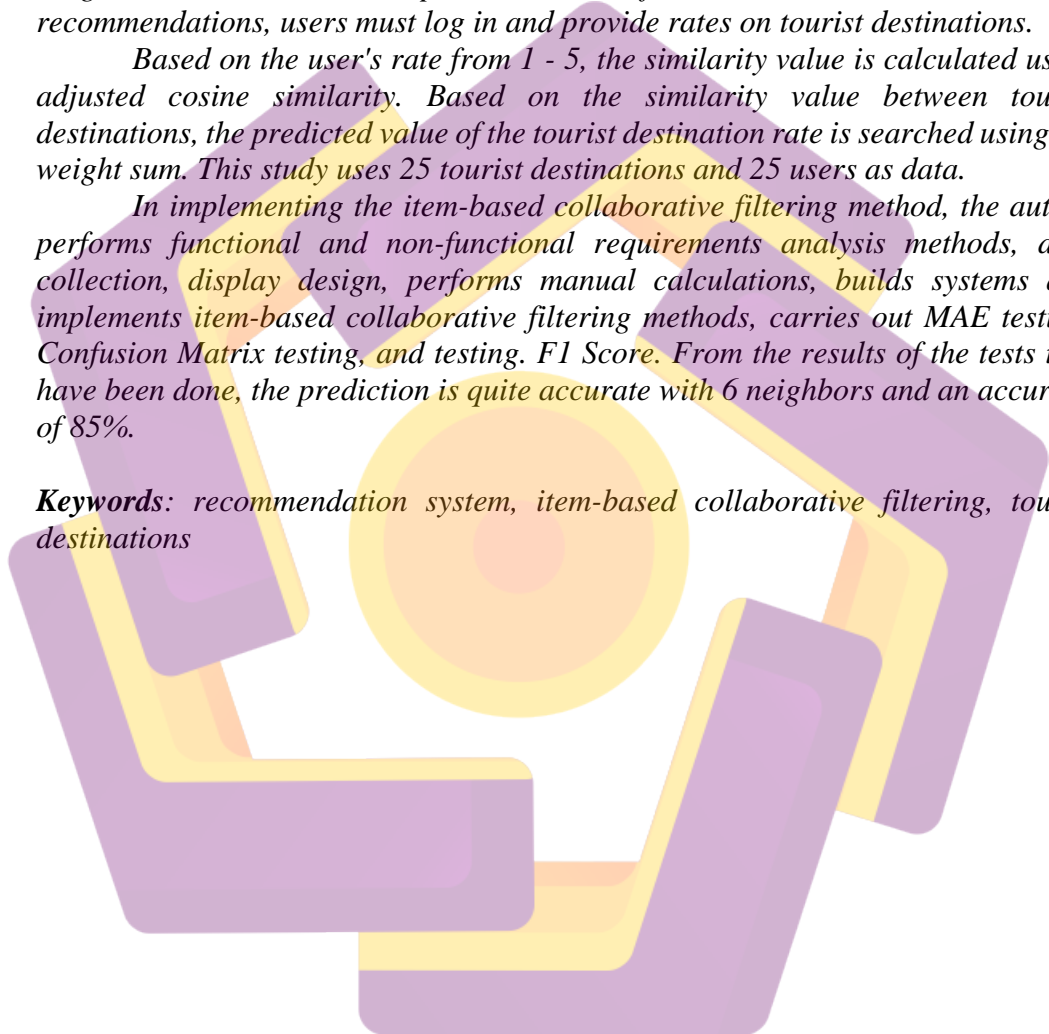 recommendations, users must log in and provide rates on tourist destinations.
Based on the user's rate from 1 - 5, the similarity value is calculated us
adjusted cosine similarity. Based on the similarity value between tou
destinations, the predicted value of the tourist destination rate is searched using
weight sum. This study uses 25 tourist destinations and 25 users as data.
In implementing the item-based collaborative filtering method, the aut
performs functional and non-functional requirements analysis methods, d
collection, display design, performs manual calculations, builds systems
implements item-based collaborative filtering methods, carries out MAE testi
Confusion Matrix testing, and testing. F1 Score. From the results of the tests t
have been done, the prediction is quite accurate with 6 neighbors and an accur
of 85%.
Keywords: recommendation system, item-based collaborative filtering, tou
destinations